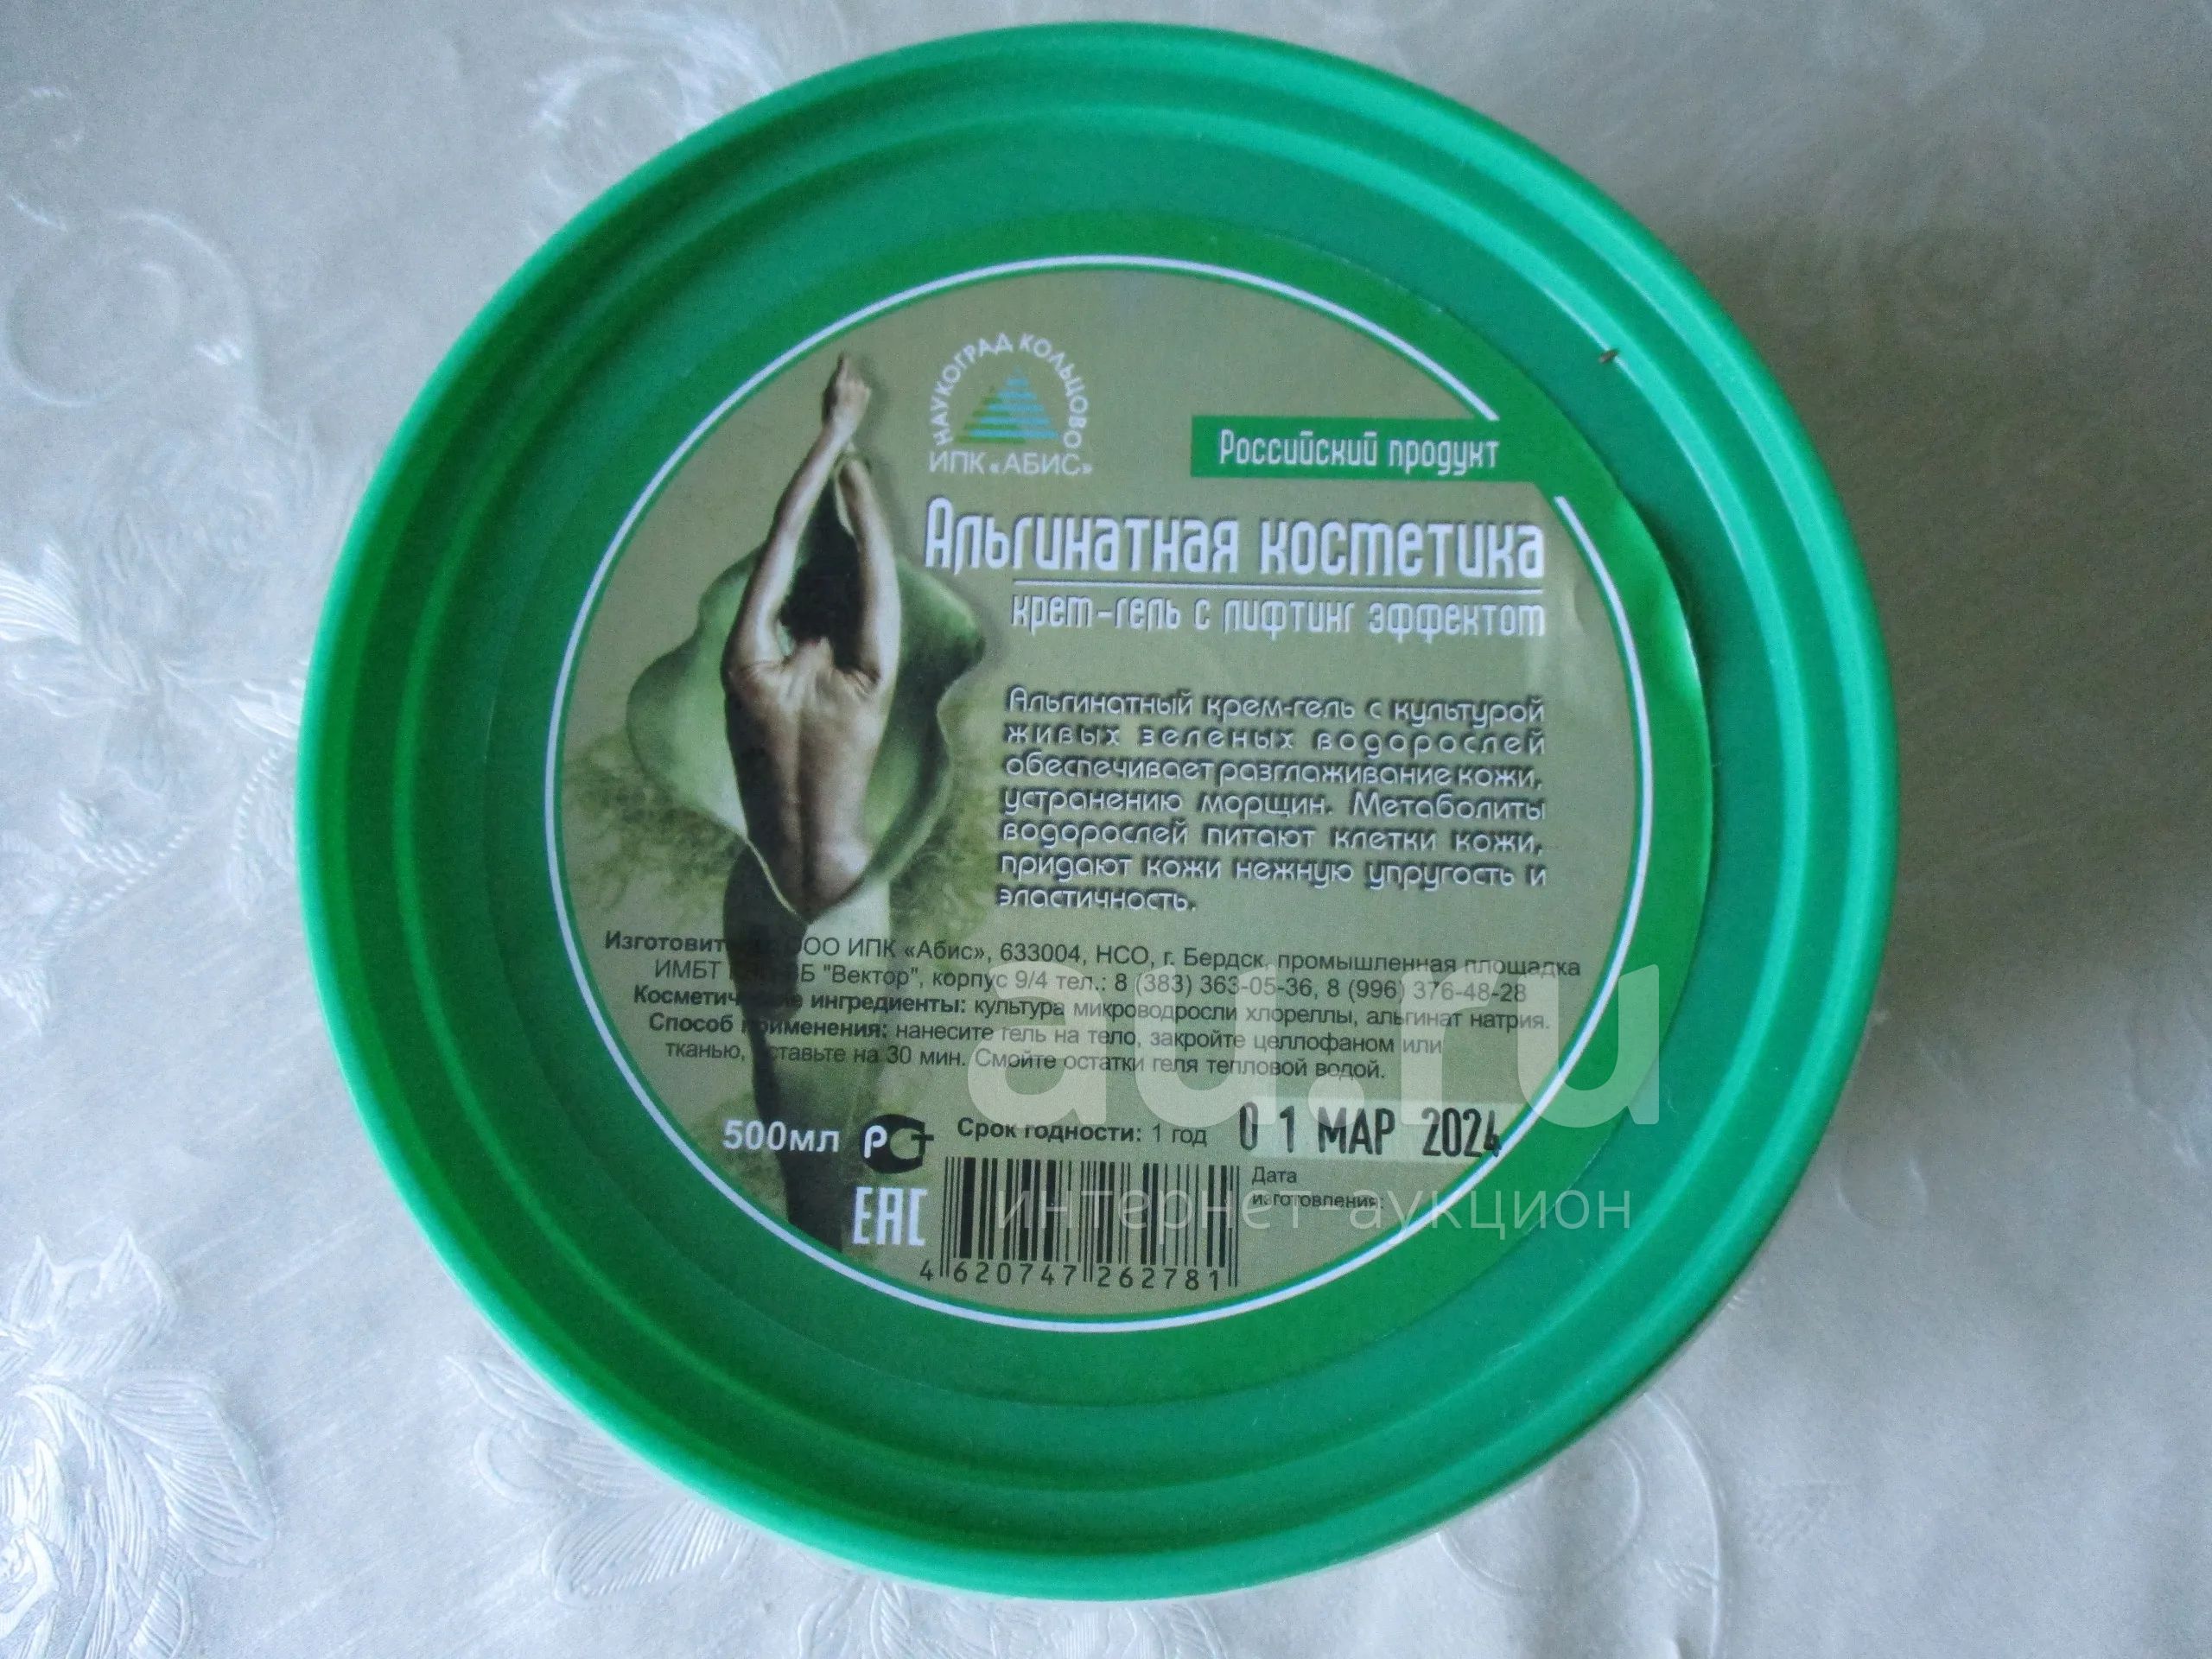 НАУКОГРАД КОЛЬЦОВО
ИПК «АБИС»
Российский продукт
Альгинатная косметика
крем-гель с лифтинг эффектом
Альгинатный крем-гель с культурой
живых зеленых водорослей
обеспечивает разглаживание кожи,
устранению морщин. Метаболиты
водорослей питают клетки кожи,
придают кожи нежную упругость и
эластичность.
ООО ИПК «Абис», 633004, НСО, г. Бердск, промышленная площадка
ИМБТ "Вектор", корпус 9/4 тел.: 8 (383) 363-05-36, 8 (996) 376-48-28
Косметические ингредиенты: культура микроводросли хлореллы, альгинат натрия.
Способ применения: нанесите гель на тело, закройте целлофаном или
тканью, оставьте на 30 мин. Смойте остатки геля тепловой водой.
500мл РСт Срок годности: 1 год 01 МАР 2024
Дата
изготовления:
ЕАС
4 620747 262781
au.ru
интернет-аукцион